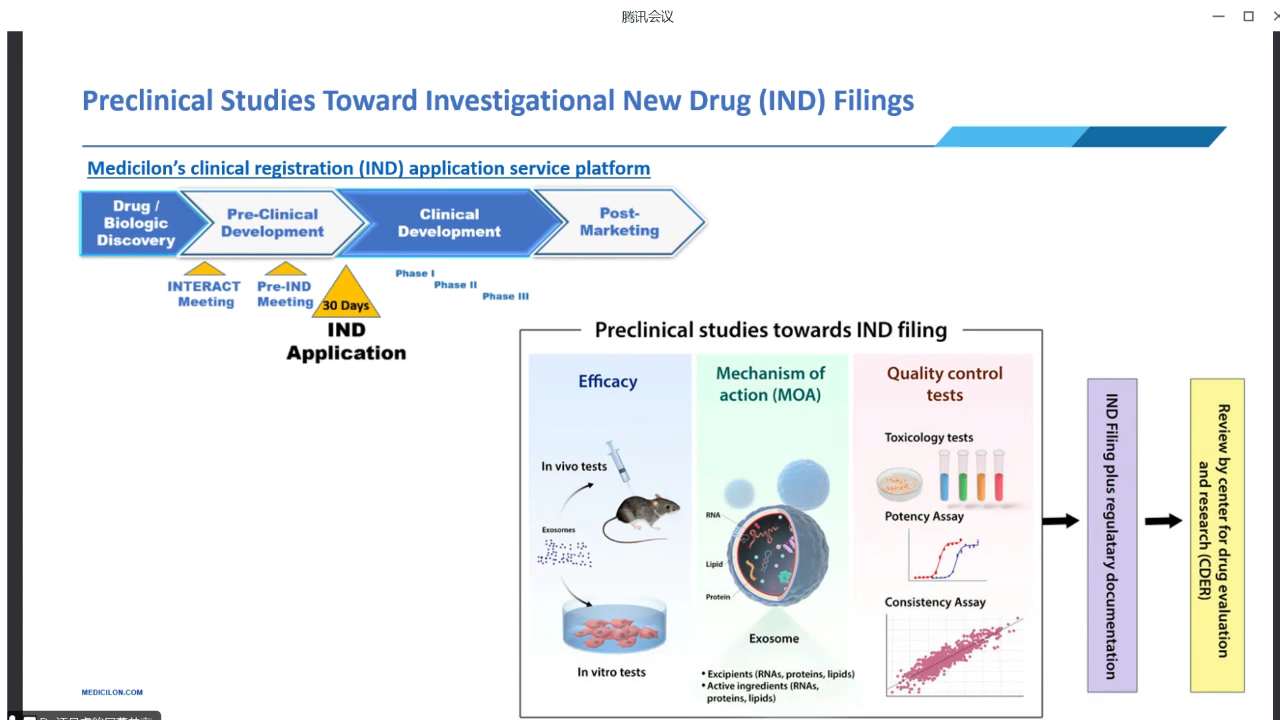 腾讯会议
Preclinical Studies Toward Investigational New Drug (IND) Filings
Medicilon’s clinical registration (IND) application service platform
Drug /
Biologic
Discovery
Pre-Clinical
Development
Clinical
Development
Post-
Marketing
INTERACT
Meeting
Pre-IND
Meeting
30 Days
IND
Application
Phase I
Phase II
Phase III
Preclinical studies towards IND filing
Efficacy
In vivo tests
Exosomes
In vitro tests
Mechanism of
action (MOA)
RNA
Lipid
Protein
Exosome
• Excipients (RNAs, proteins, lipids)
• Active ingredients (RNAs,
proteins, lipids)
Quality control
tests
Toxicology tests
Potency Assay
Consistency Assay
IND Filing plus regulatary documentation
Review by center for drug evaluation
and research (CDER)
MEDICILON.COM